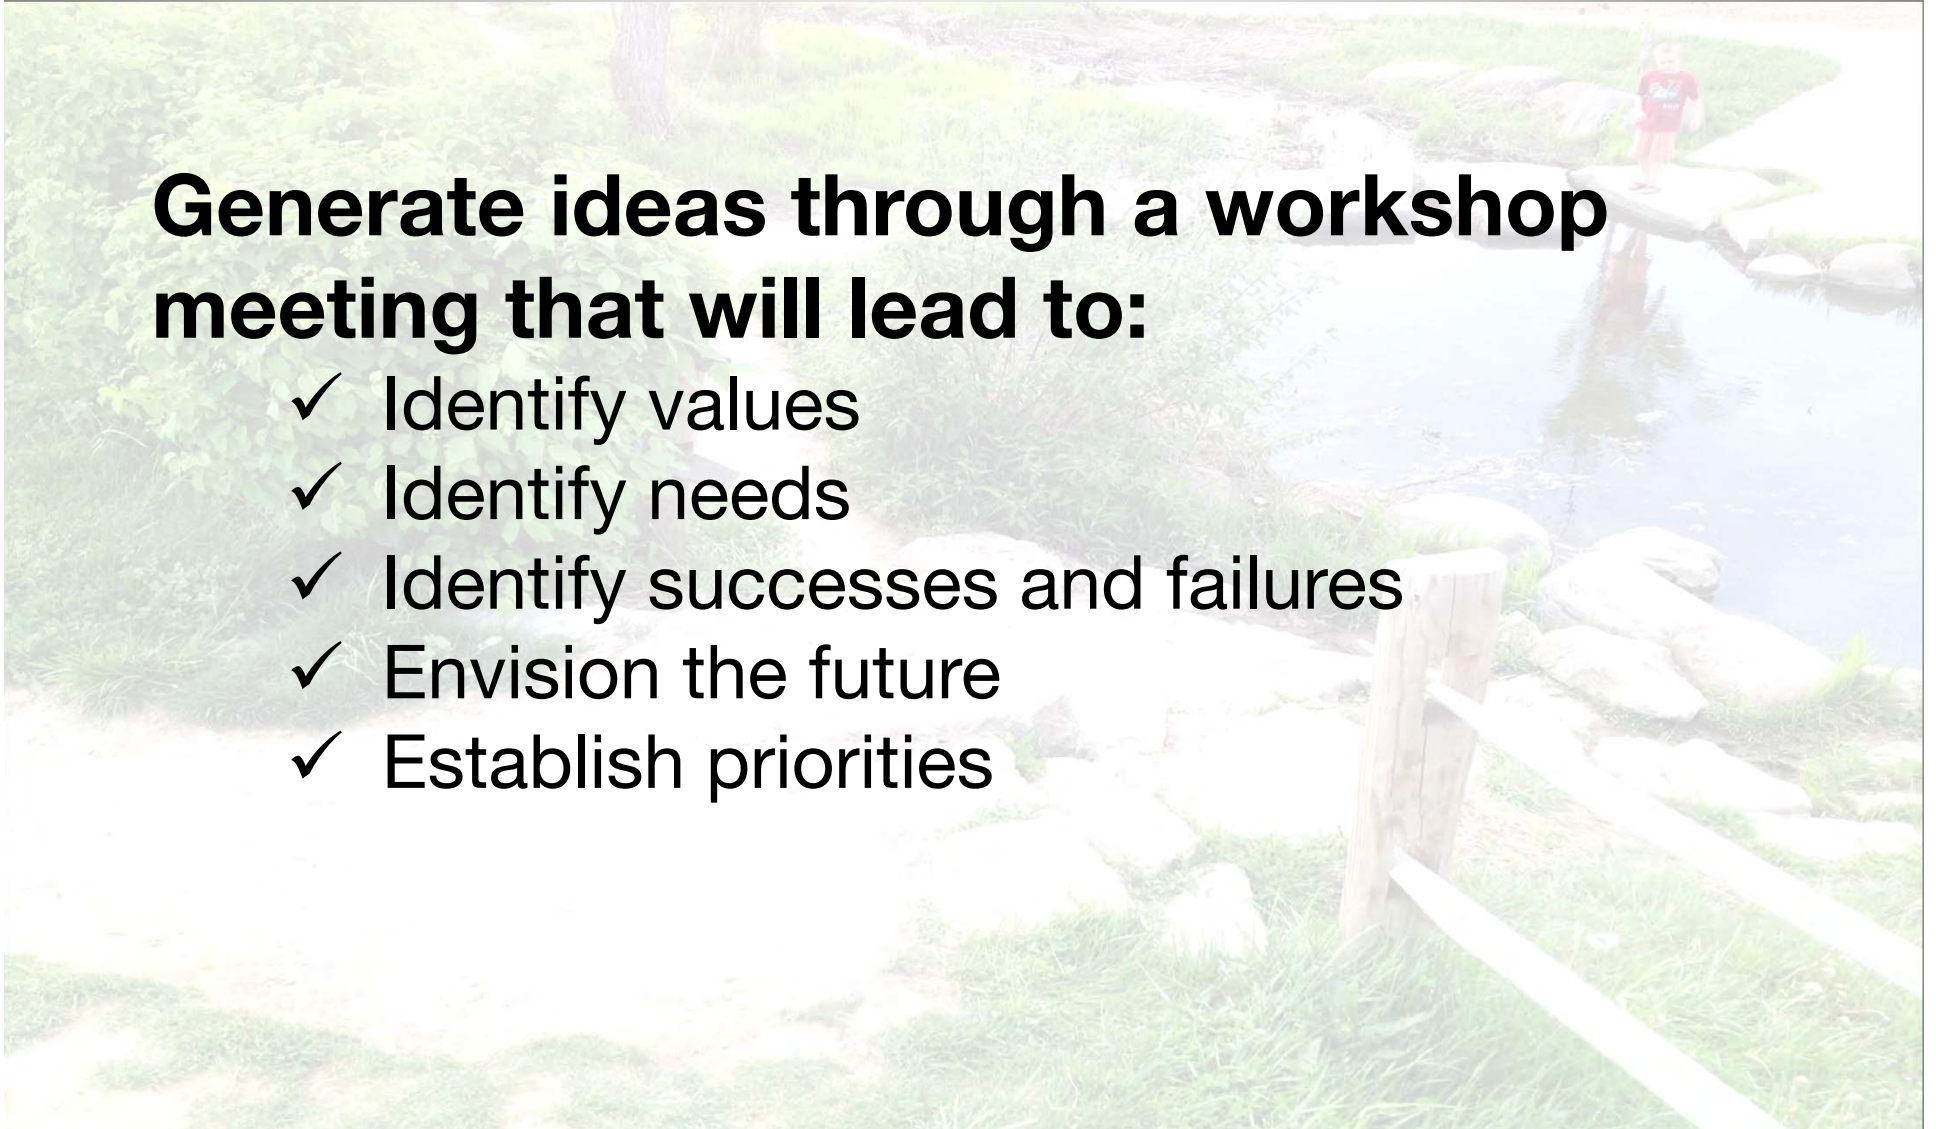 Generate ideas through a workshop
meeting that will lead to:
✓ Identify values
✓ Identify needs
✓ Identify successes and failures
✓ Envision the future
✓ Establish priorities